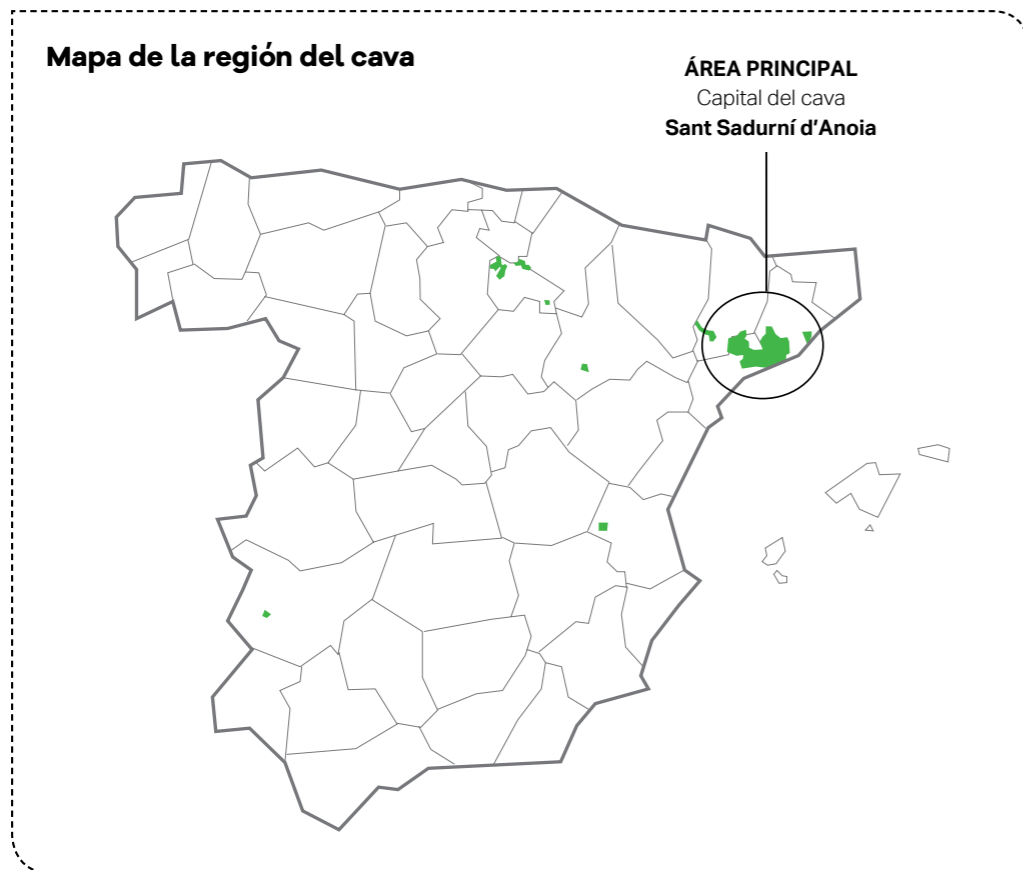 Mapa de la región del cava
ÁREA PRINCIPAL
Capital del cava
Sant Sadurní d’Anoia